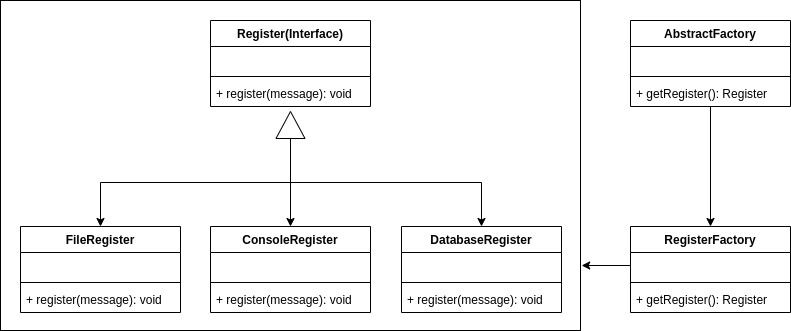 Register(Interface)
+ register(message): void
AbstractFactory
+ getRegister(): Register
FileRegister
+ register(message): void
ConsoleRegister
+ register(message): void
DatabaseRegister
+ register(message): void
RegisterFactory
+ getRegister(): Register